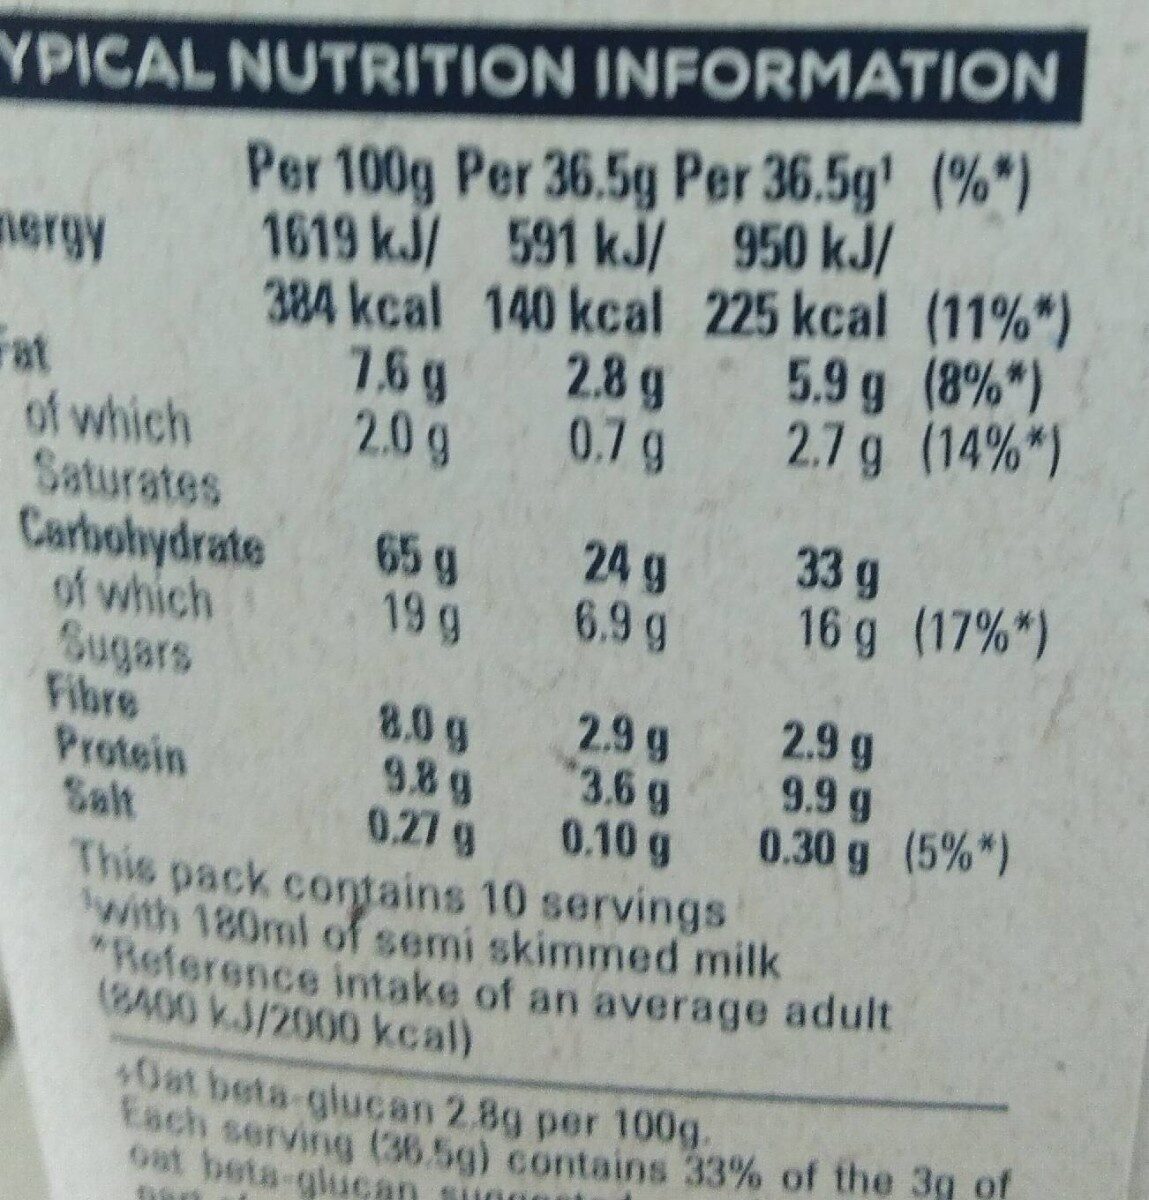 YPICAL NUTRITION INFORMATION
Per 100g Per 36.5g Per 36.5g¹ (%*)
nergy 1619 kJ/ 591 kJ/ 950 kJ/
384 kcal 140 kcal 225 kcal (11%*)
Fat 7.6 g 2.8 g 5.9 g (8%*)
of which 2.0 g 0.7 g 2.7 g (14%*)
Saturates
Carbohydrate 65 g 24 g 33 g
of which 19 g 6.9 g 16 g (17%*)
Sugars
Fibre 8.0 g 2.9 g 2.9 g
Protein 9.8 g 3.6 g 9.9 g
Salt 0.27 g 0.10 g 0.30 g (5%*)
This pack contains 10 servings
¹with 180ml of semi skimmed milk
*Reference intake of an average adult
(8400 kJ/2000 kcal)
+Oat beta-glucan 2.8g per 100g.
Each serving (36.5g) contains 33% of the 3g of
oat beta-glucan